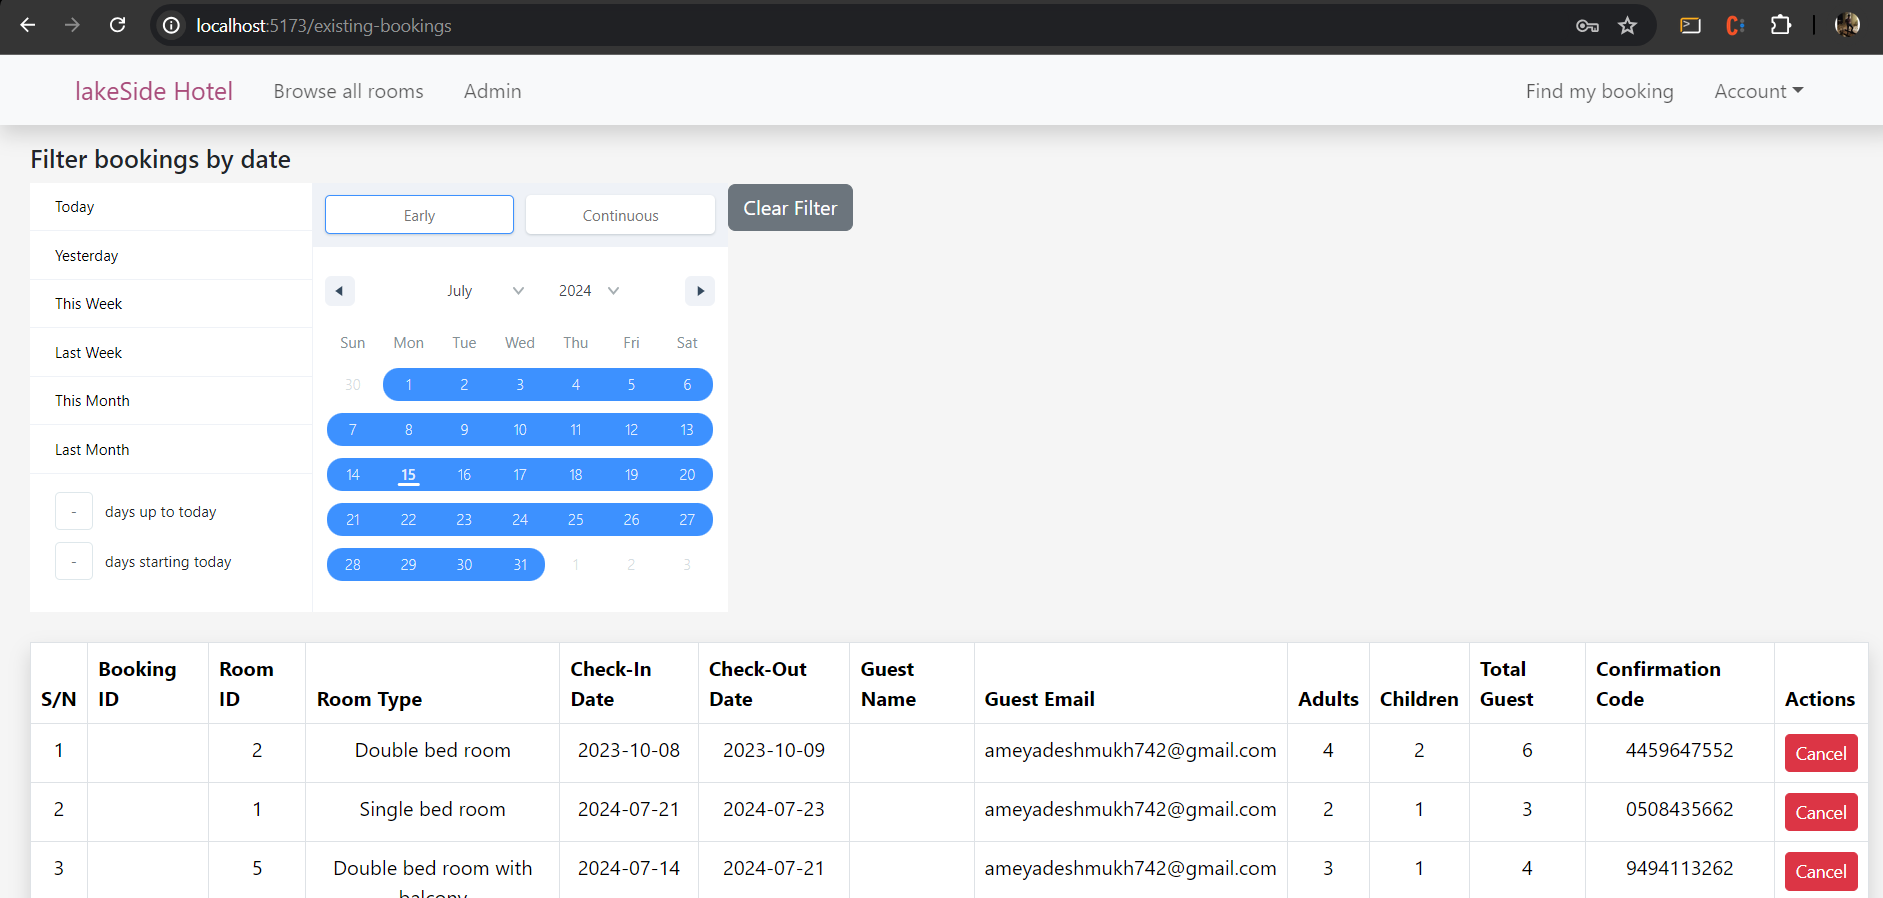 localhost:5173/existing-bookings
lakeSide Hotel Browse all rooms Admin Find my booking Account
Filter bookings by date
Today
Yesterday
This Week
Last Week
This Month
Last Month
- days up to today
- days starting today
Early Continuous
July 2024
Sun Mon Tue Wed Thu Fri Sat
30 1 2 3 4 5 6
7 8 9 10 11 12 13
14 15 16 17 18 19 20
21 22 23 24 25 26 27
28 29 30 31 1 2 3
Clear Filter
S/N Booking ID Room ID Room Type Check-In Date Check-Out Date Guest Name Guest Email Adults Children Total Guest Confirmation Code Actions
1 2 Double bed room 2023-10-08 2023-10-09 ameyadeshmukh742@gmail.com 4 2 6 4459647552 Cancel
2 1 Single bed room 2024-07-21 2024-07-23 ameyadeshmukh742@gmail.com 2 1 3 0508435662 Cancel
3 5 Double bed room with balcony 2024-07-14 2024-07-21 ameyadeshmukh742@gmail.com 3 1 4 9494113262 Cancel